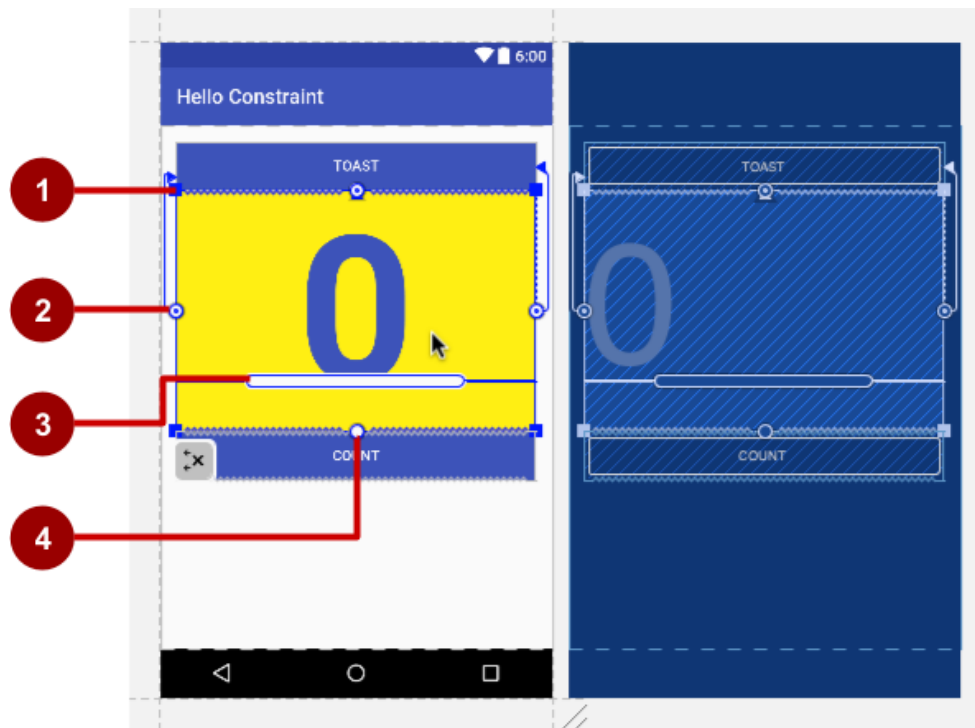 6:00
Hello Constraint
TOAST
TOAST
1
0
0
2
3
COUNT
COUNT
4